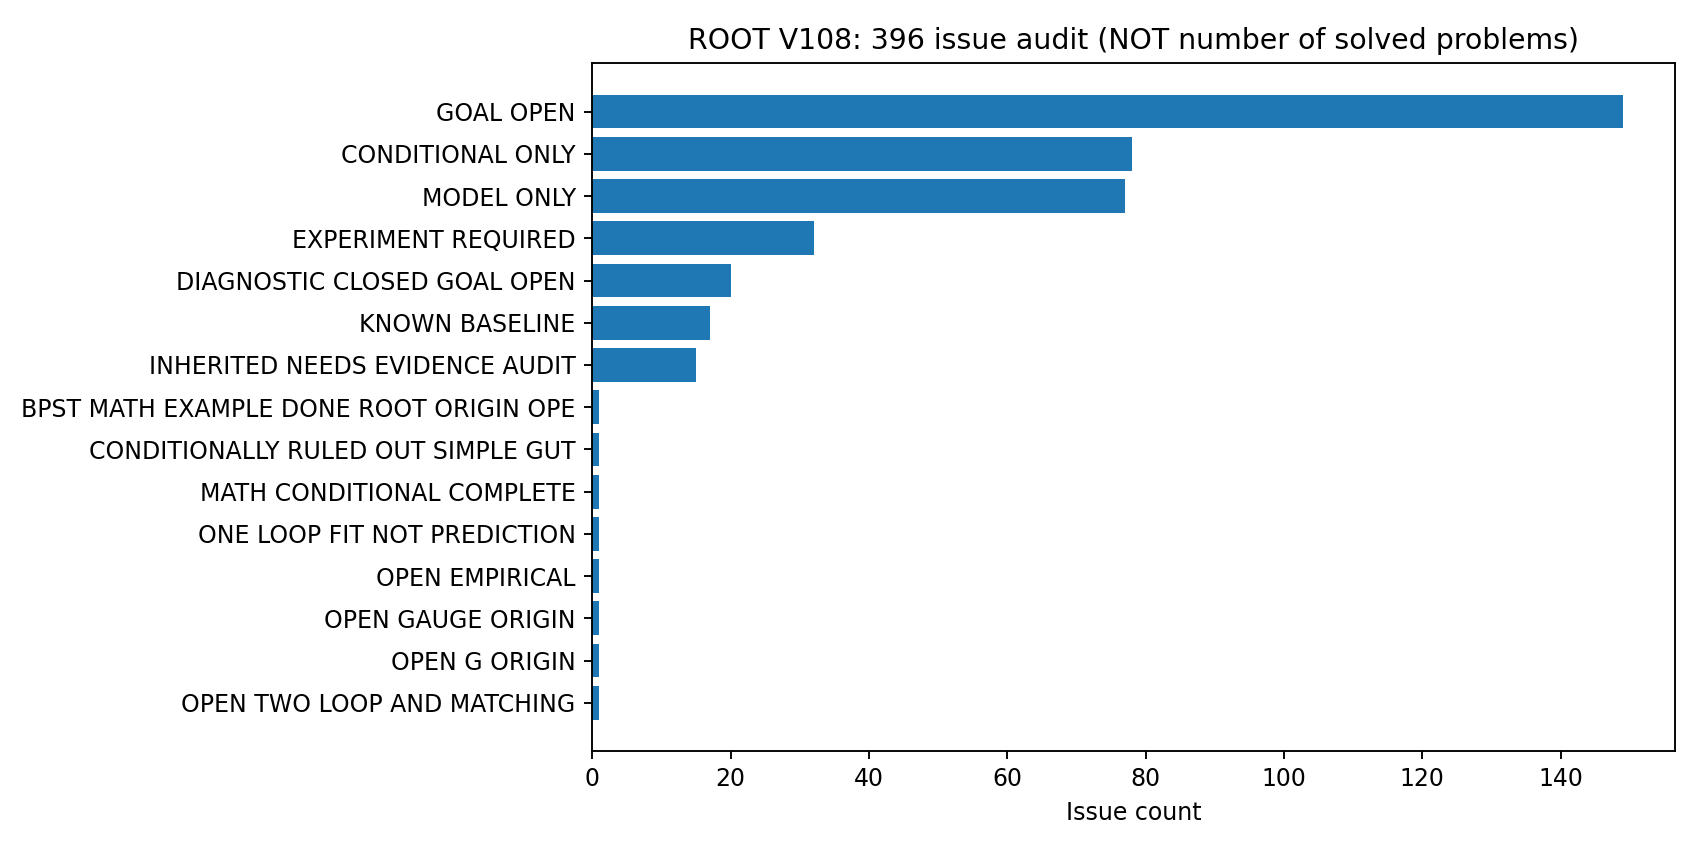 ROOT V108: 396 issue audit (NOT number of solved problems)
GOAL OPEN
CONDITIONAL ONLY
MODEL ONLY
EXPERIMENT REQUIRED
DIAGNOSTIC CLOSED GOAL OPEN
KNOWN BASELINE
INHERITED NEEDS EVIDENCE AUDIT
BPST MATH EXAMPLE DONE ROOT ORIGIN OPE
CONDITIONALLY RULED OUT SIMPLE GUT
MATH CONDITIONAL COMPLETE
ONE LOOP FIT NOT PREDICTION
OPEN EMPIRICAL
OPEN GAUGE ORIGIN
OPEN G ORIGIN
OPEN TWO LOOP AND MATCHING
0 20 40 60 80 100 120 140
Issue count